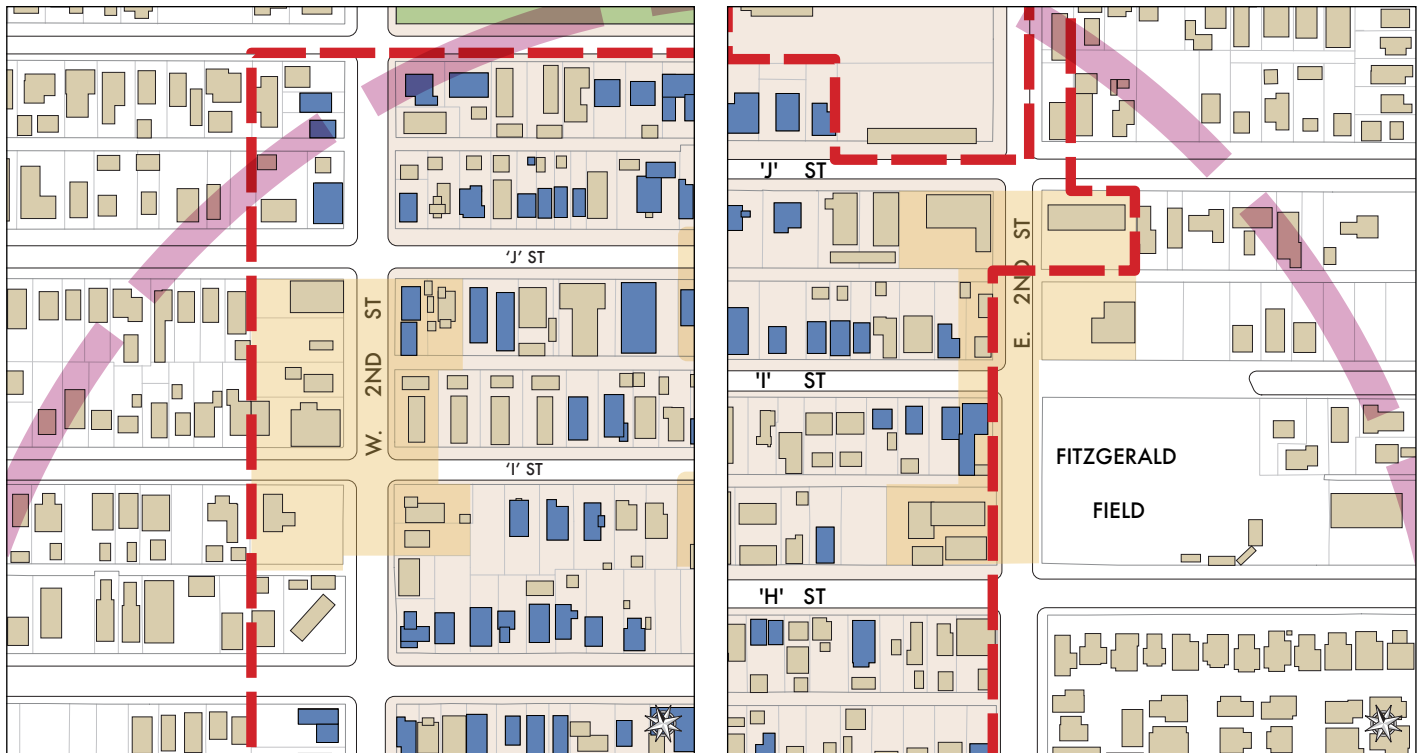 ‘J’ ST
W. 2ND ST
‘I’ ST
'J' ST
E. 2ND ST
'I' ST
FITZGERALD
FIELD
'H' ST